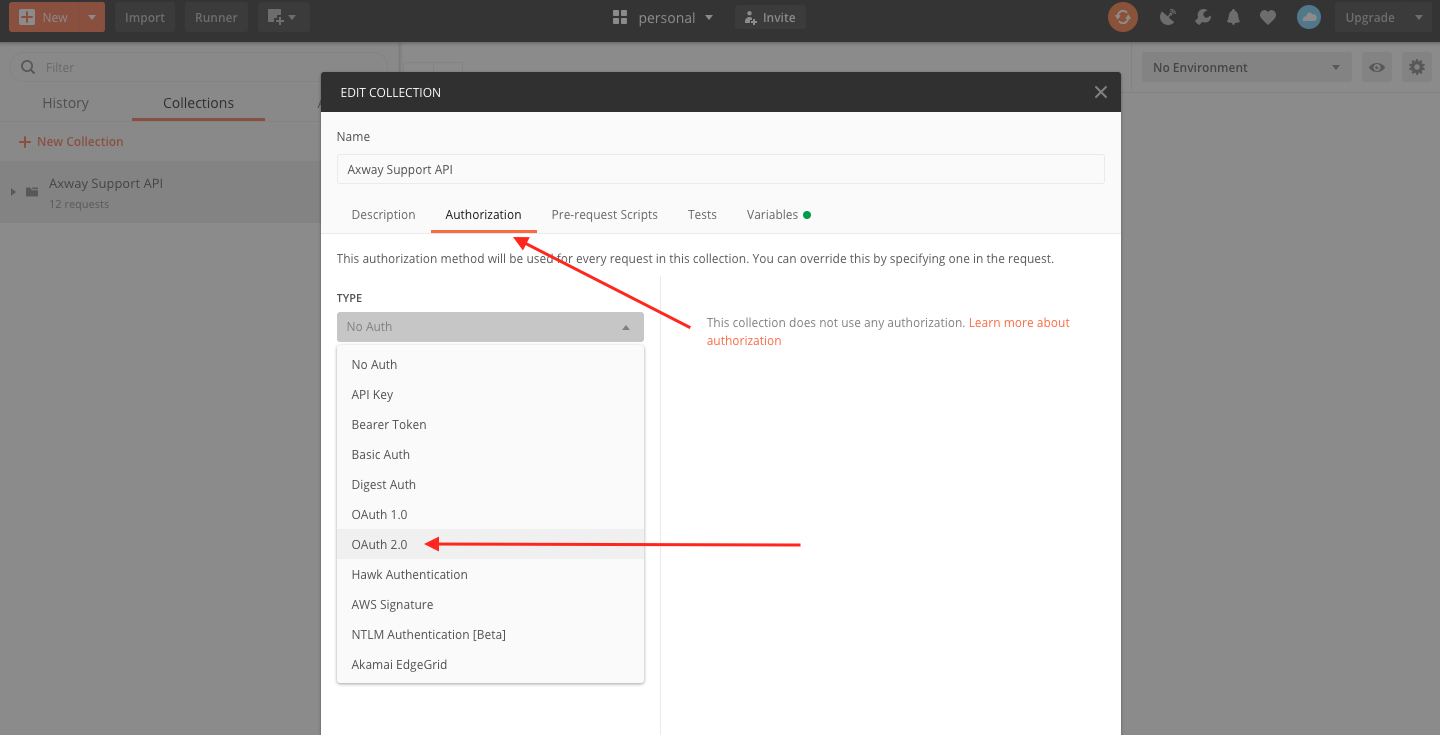 New
Import
Runner
personal
Invite
Upgrade
Filter
No Environment
History
Collections
New Collection
Axway Support API
12 requests
EDIT COLLECTION
Name
Axway Support API
Description
Authorization
Pre-request Scripts
Tests
Variables
This authorization method will be used for every request in this collection. You can override this by specifying one in the request.
TYPE
No Auth
This collection does not use any authorization. Learn more about
authorization
No Auth
API Key
Bearer Token
Basic Auth
Digest Auth
OAuth 1.0
OAuth 2.0
Hawk Authentication
AWS Signature
NTLM Authentication [Beta]
Akamai EdgeGrid